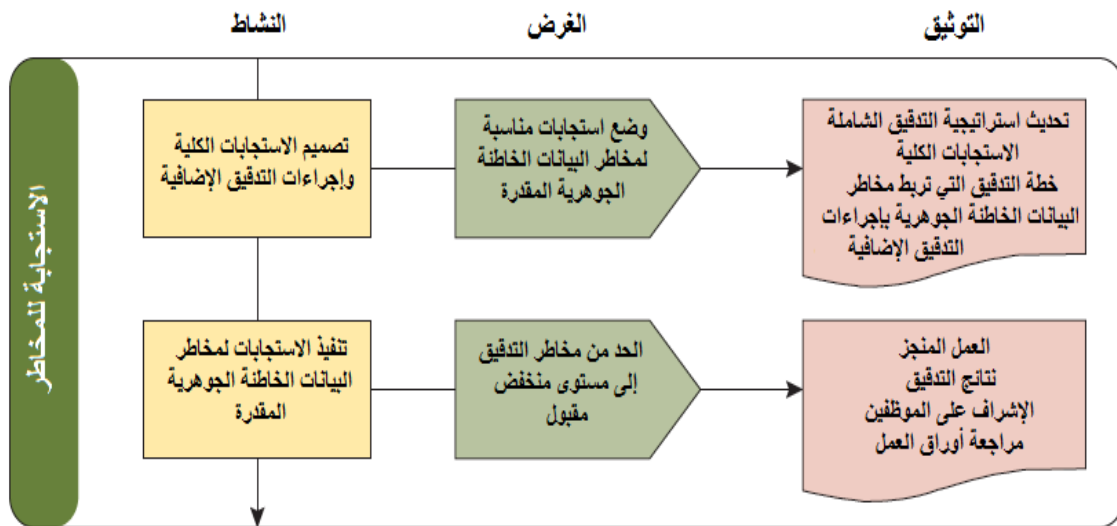 النشاط
الغرض
التوثيق
الاستجابة للمخاطر
تصميم الاستجابات الكلية
وإجراءات التدقيق الإضافية
وضع استجابات مناسبة
لمخاطر البيانات الخاطئة
الجوهرية المقدرة
تحديث استراتيجية التدقيق الشاملة
الاستجابات الكلية
خطة التدقيق التي تربط مخاطر
البيانات الخاطئة الجوهرية بإجراءات
التدقيق الإضافية
تنفيذ الاستجابات لمخاطر
البيانات الخاطئة الجوهرية
المقدرة
الحد من مخاطر التدقيق
إلى مستوى منخفض
مقبول
العمل المنجز
نتائج التدقيق
الإشراف على الموظفين
مراجعة أوراق العمل